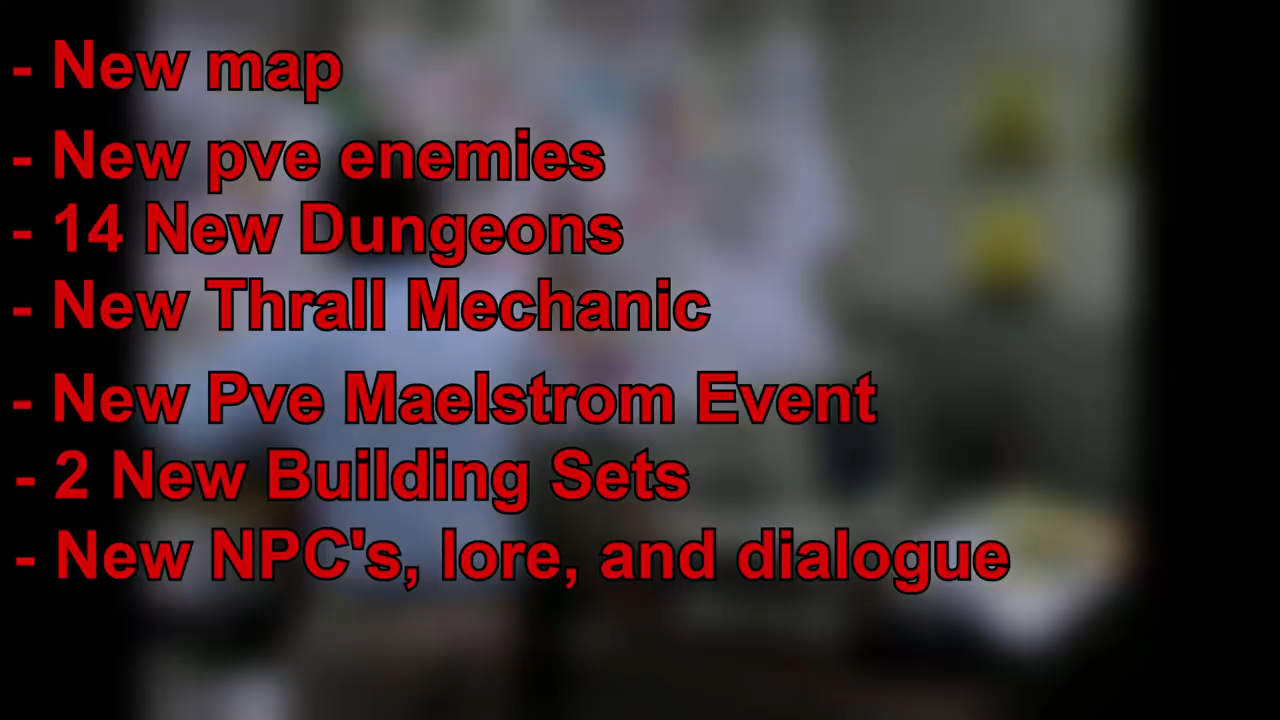 - New map
- New pve enemies
- 14 New Dungeons
- New Thrall Mechanic
- New Pve Maelstrom Event
- 2 New Building Sets
- New NPC's, lore, and dialogue